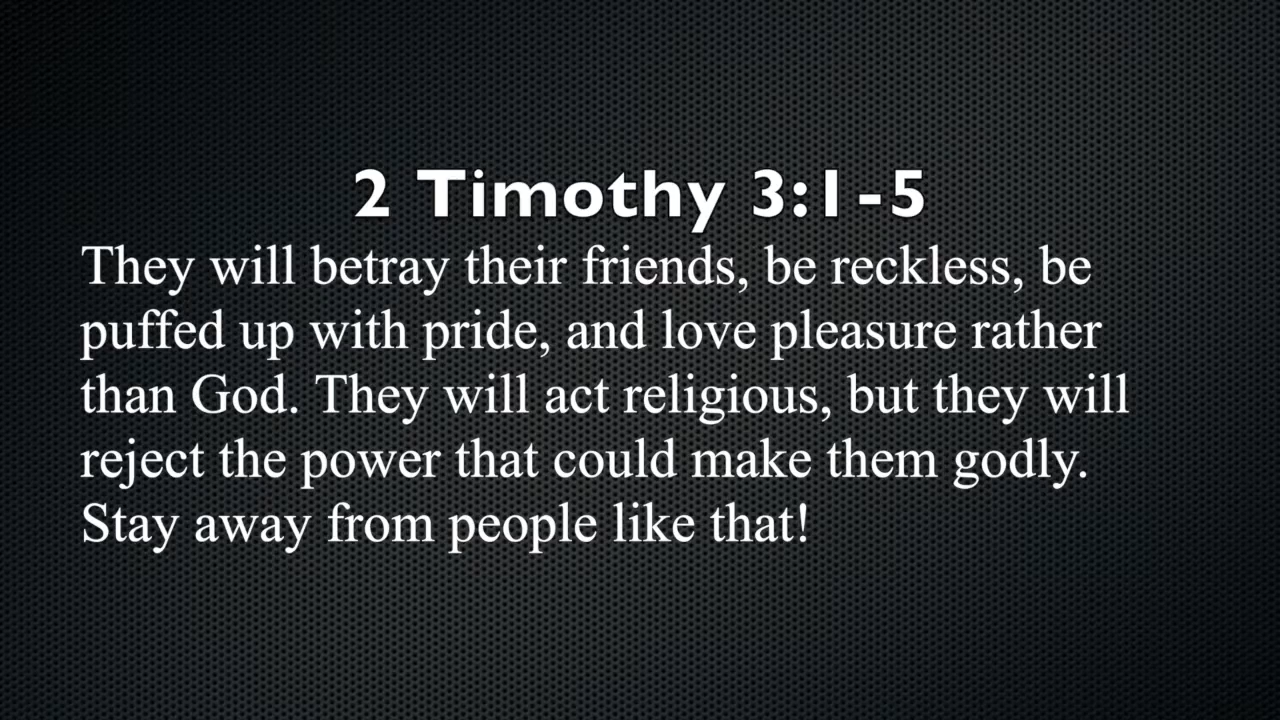 2 Timothy 3:1-5
They will betray their friends, be reckless, be
puffed up with pride, and love pleasure rather
than God. They will act religious, but they will
reject the power that could make them godly.
Stay away from people like that!